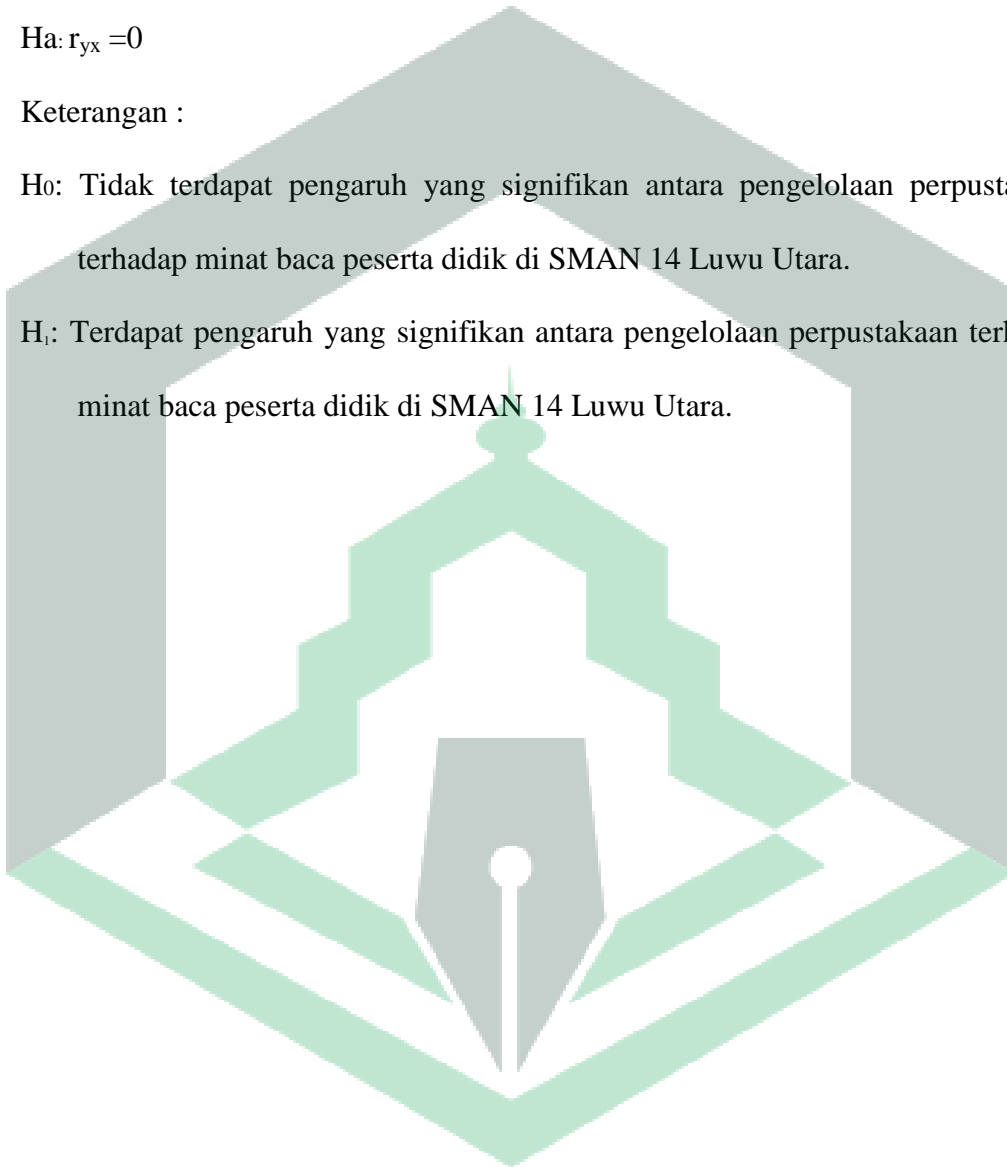 Ha: r_yx =0
Keterangan :
H0: Tidak terdapat pengaruh yang signifikan antara pengelolaan
terhadap minat baca peserta didik di SMAN 14 Luwu Utara.
H1: Terdapat pengaruh yang signifikan antara pengelolaan perpustakaan
minat baca peserta didik di SMAN 14 Luwu Utara.